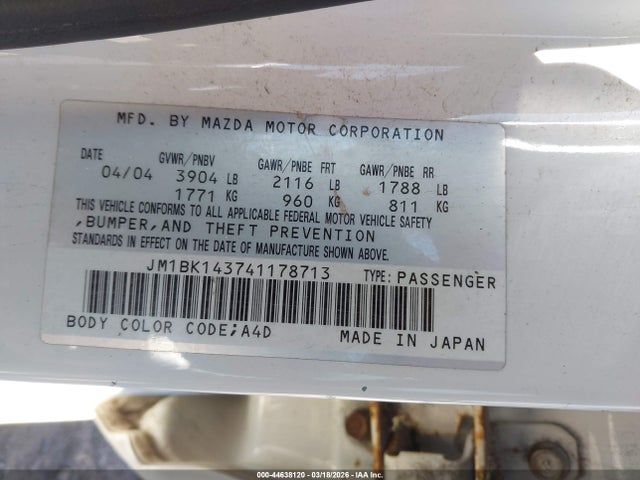 MFD. BY MAZDA MOTOR CORPORATION
DATE GVWR/PNBV GAWR/PNBE FRT GAWR/PNBE RR
04/04 3904 LB 2116 LB 1788 LB
1771 KG 960 KG 811 KG
THIS VEHICLE CONFORMS TO ALL APPLICABLE FEDERAL MOTOR VEHICLE SAFETY
,BUMPER,AND THEFT PREVENTION
STANDARDS IN EFFECT ON THE DATE OF MANUFACTURE SHOWN ABOVE.
JM1BK143741178713 TYPE:PASSENGER
BODY COLOR CODE;A4D MADE IN JAPAN
000-44638120 - 03/18/2026 - IAA Inc.